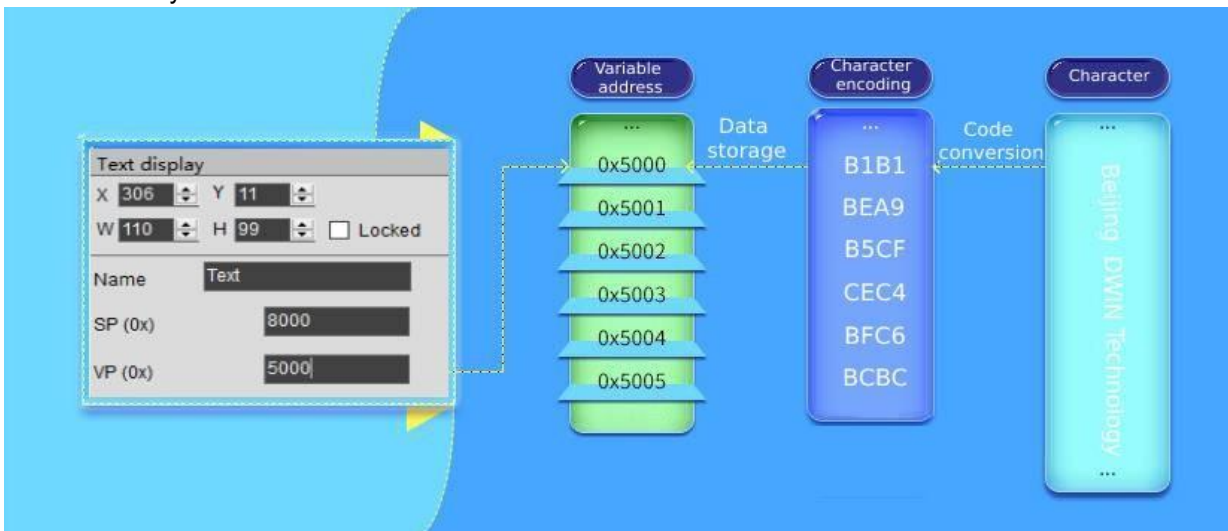 Text display
X 306 Y 11
W 110 H 99 Locked
Name Text
SP (0x) 8000
VP (0x) 5000
Variable
address
...
0x5000
0x5001
0x5002
0x5003
0x5004
0x5005
Data
storage
Character
encoding
...
B1B1
BEA9
B5CF
CEC4
BFC6
BCBC
Code
conversion
Character
...
Beijing DWIN Technology
...